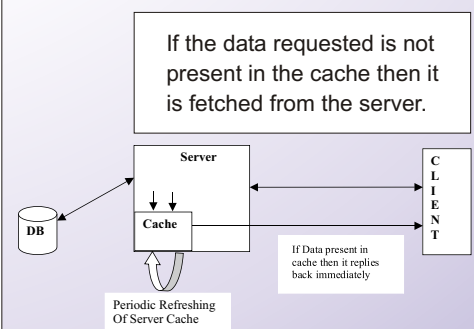 If the data requested is not
present in the cache then it
is fetched from the server.
Server
Cache
DB
CLIENT
If Data present in
cache then it replies
back immediately
Periodic Refreshing
Of Server Cache